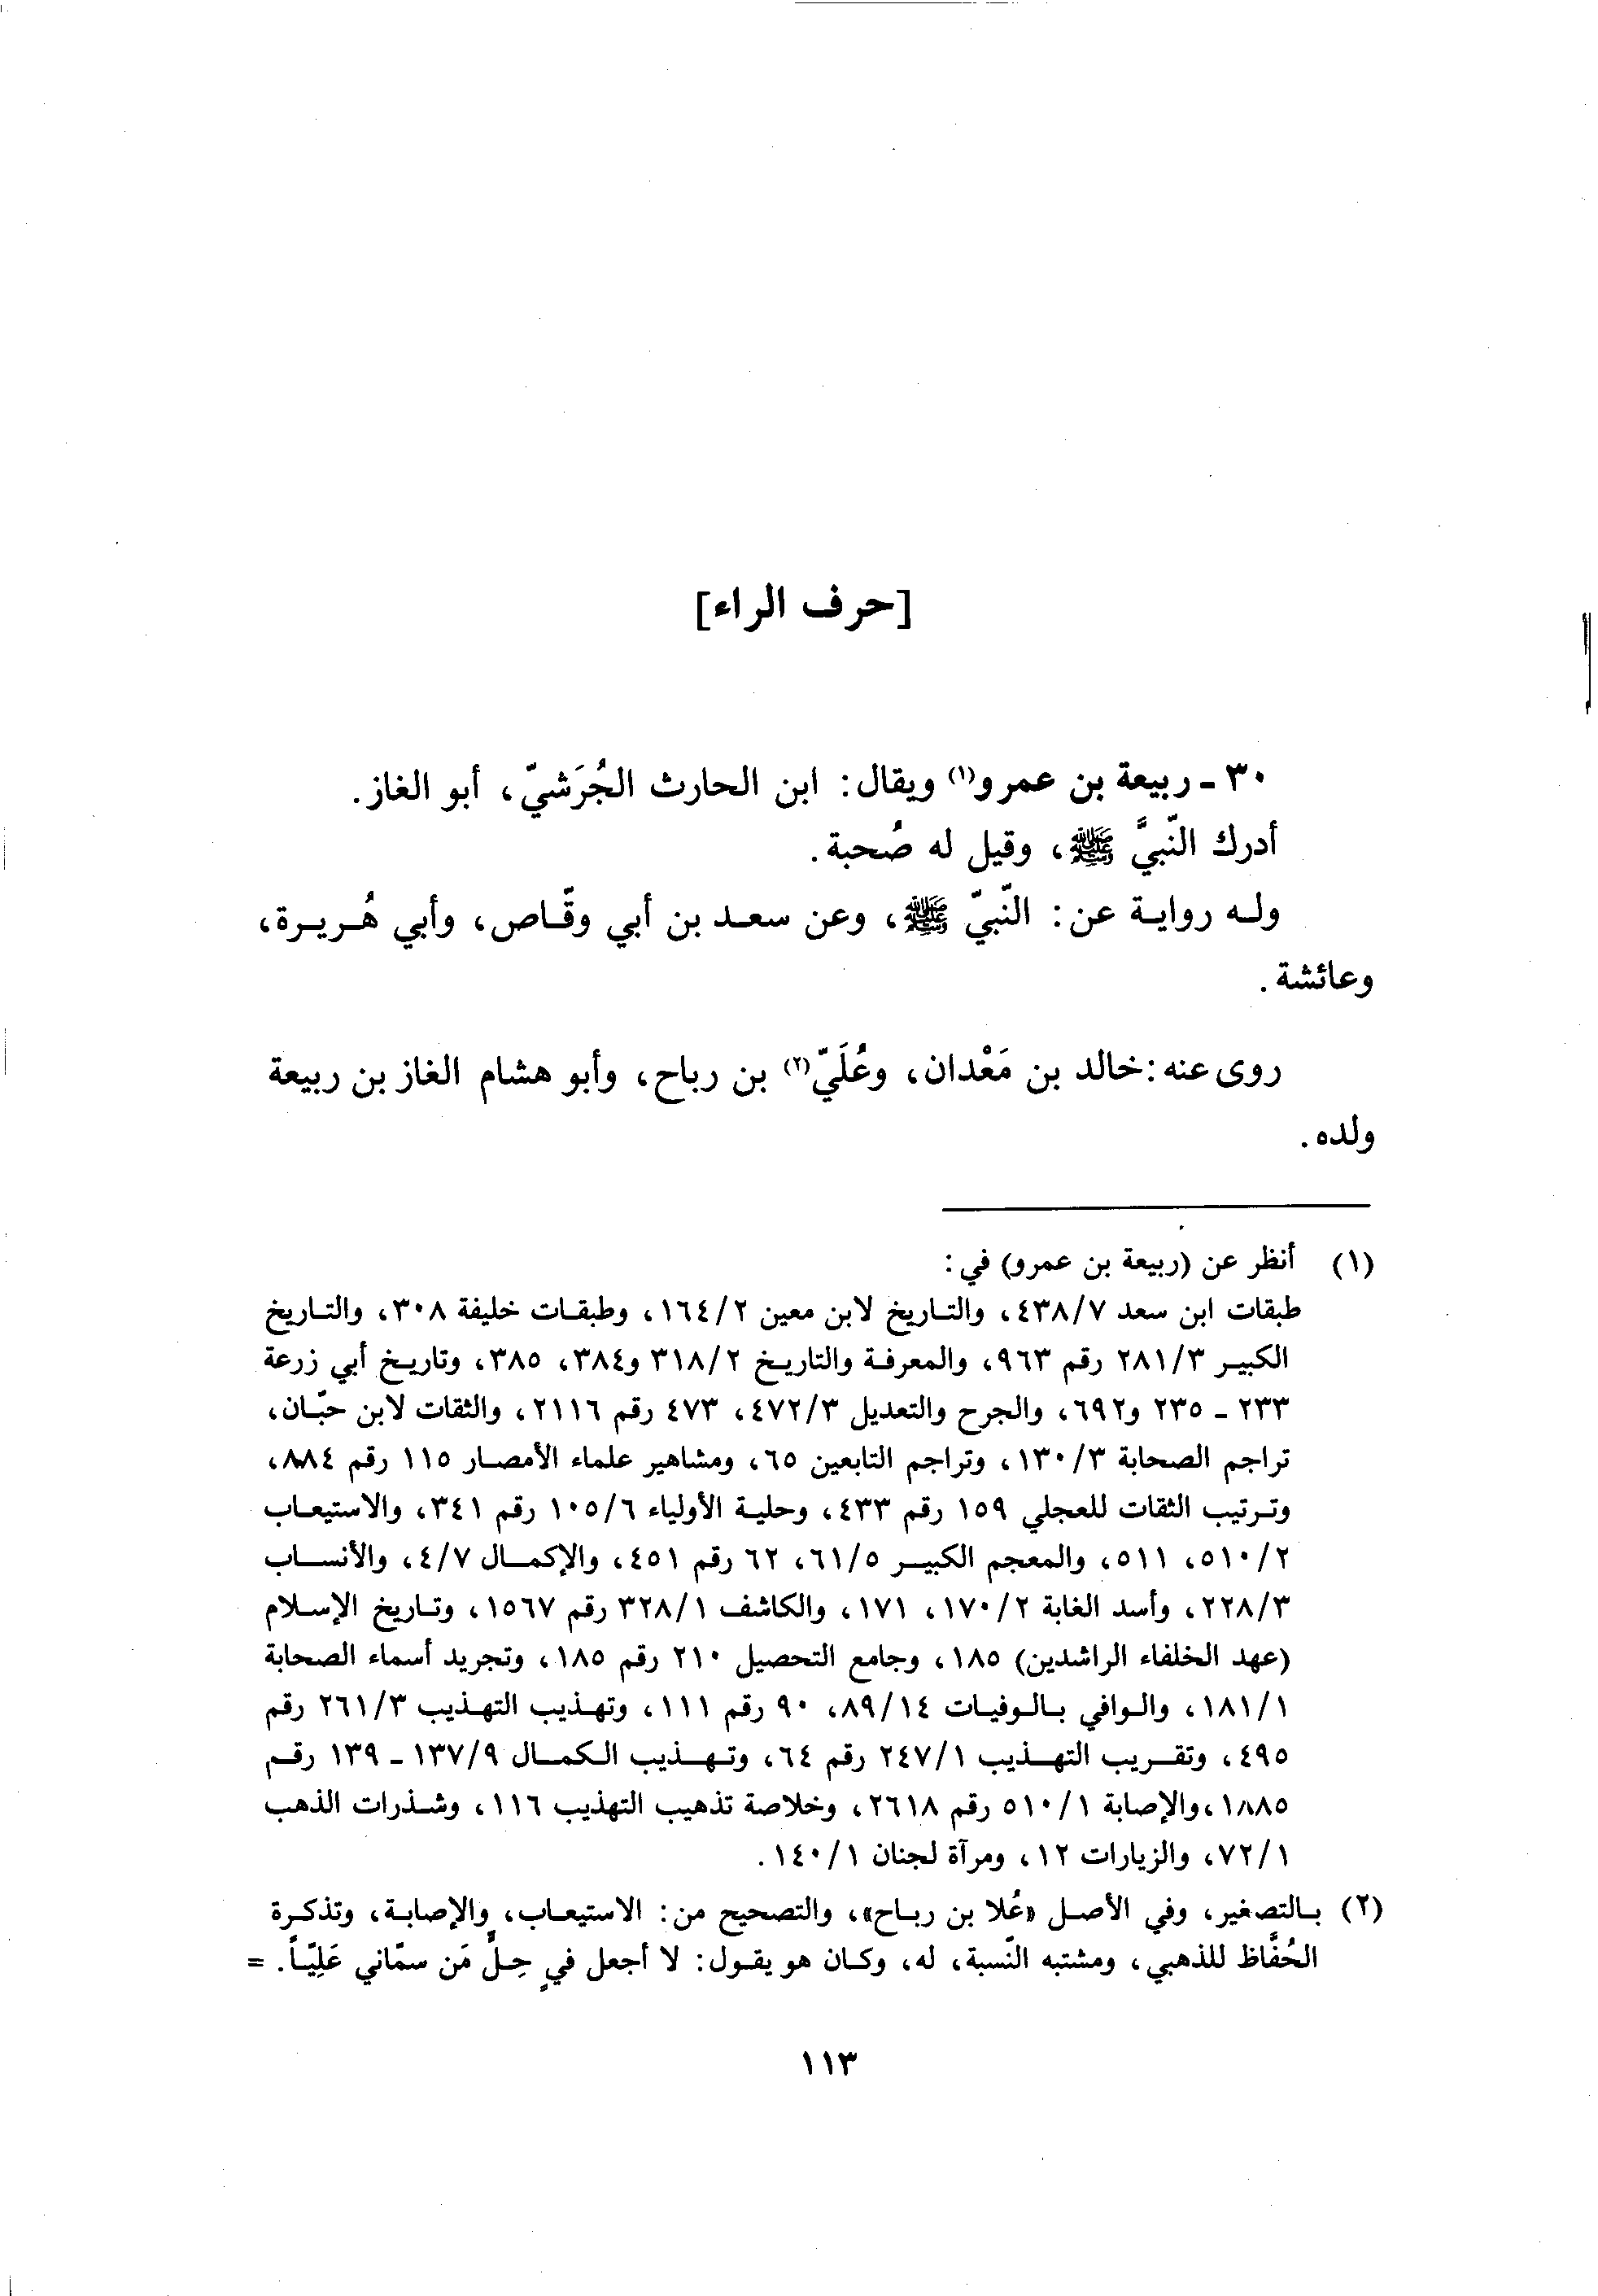 [حرف الراء]
٣٠ - ربيعة بن عمرو(١) ويقال: ابن الحارث الجُرَشيّ، أبو الغاز.
أدرك النّبيَّ ﷺ، وقيل له صُحبة.
وله رواية عن: النّبيّ ﷺ، وعن سعد بن أبي وقّاص، وأبي هُريرة،
وعائشة.
روى عنه: خالد بن مَعْدان، وعُلَيّ(٢) بن رباح، وأبو هشام الغاز بن ربيعة
ولده.
(١) أنظر عن (ربيعة بن عمرو) في:
طبقات ابن سعد ٤٣٨/٧، والتاريخ لابن معين ١٦٤/٢، وطبقات خليفة ٣٠٨، والتاريخ
الكبير ٢٨١/٣ رقم ٩٦٣، والمعرفة والتاريخ ٣١٨/٢ و٣٨٤، ٣٨٥، وتاريخ أبي زرعة
٢٣٣ - ٢٣٥ و٦٩٢، والجرح والتعديل ٤٧٢/٣، ٤٧٣ رقم ٢١١٦، والثقات لابن حبّان،
تراجم الصحابة ١٣٠/٣، وتراجم التابعين ٦٥، ومشاهير علماء الأمصار ١١٥ رقم ٨٨٤،
وترتيب الثقات للعجلي ١٥٩ رقم ٤٣٣، وحلية الأولياء ١٠٥/٦ رقم ٣٤١، والاستيعاب
٥١٠/٢، ٥١١، والمعجم الكبير ٦١/٥، ٦٢ رقم ٤٥١، والإكمال ٤/٧، والأنساب
٢٢٨/٣، وأسد الغابة ١٧٠/٢، ١٧١، والكاشف ٣٢٨/١ رقم ١٥٦٧، وتاريخ الإسلام
(عهد الخلفاء الراشدين) ١٨٥، وجامع التحصيل ٢١٠ رقم ١٨٥، وتجريد أسماء الصحابة
١٨١/١، والوافي بالوفيات ٨٩/١٤، ٩٠ رقم ١١١، وتهذيب التهذيب ٢٦١/٣ رقم
٤٩٥، وتقريب التهذيب ٢٤٧/١ رقم ٦٤، وتهذيب الكمال ١٣٧/٩ - ١٣٩ رقم
١٨٨٥، والإصابة ٥١٠/١ رقم ٢٦١٨، وخلاصة تذهيب التهذيب ١١٦، وشذرات الذهب
٧٢/١، والزيارات ١٢، ومرآة لجنان ١٤٠/١.
(٢) بالتصغير، وفي الأصل «عُلا بن رباح»، والتصحيح من: الاستيعاب، والإصابة، وتذكرة
الحُفَّاظ للذهبي، ومشتبه النّسبة، له، وكان هو يقول: لا أجعل في حِلٍّ مَن سمّاني عَلِيّاً. =
١١٣